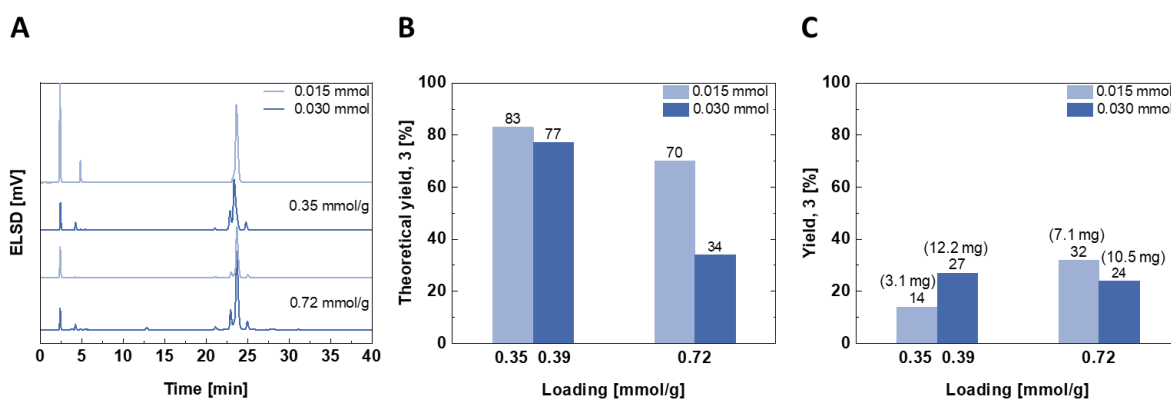 A
ELSD [mV]
0.015 mmol
0.030 mmol
0.35 mmol/g
0.72 mmol/g
0 5 10 15 20 25 30 35 40
Time [min]
B
Theoretical yield, 3 [%]
100
80
60
40
20
0
0.015 mmol
0.030 mmol
83
77
70
34
0.35 0.39 0.72
Loading [mmol/g]
C
Yield, 3 [%]
100
80
60
40
20
0
0.015 mmol
0.030 mmol
(3.1 mg)
14
(12.2 mg)
27
(7.1 mg)
32
(10.5 mg)
24
0.35 0.39 0.72
Loading [mmol/g]